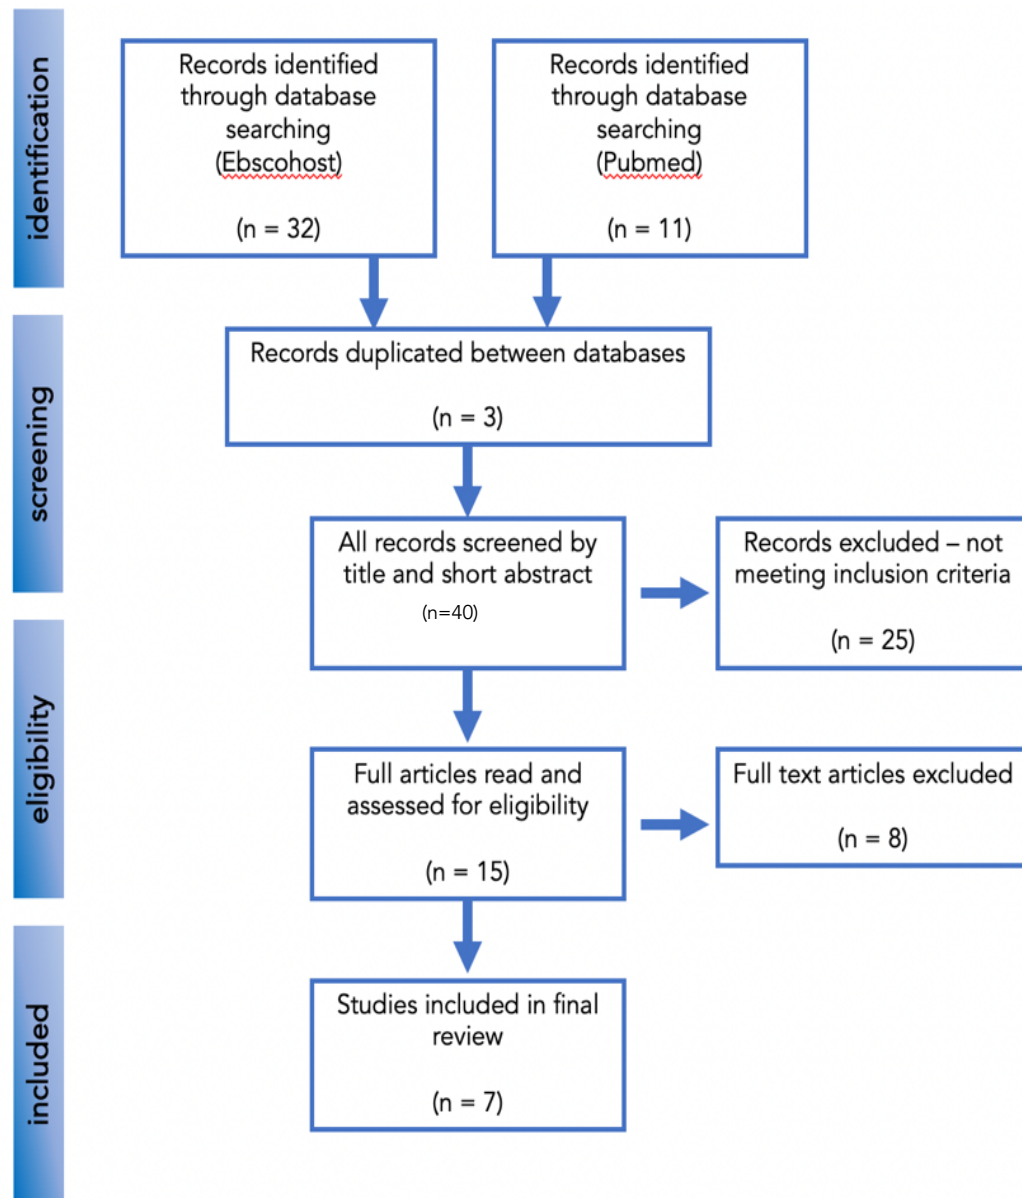 identification
Records identified
through database
searching
(Ebscohost)
(n = 32)
Records identified
through database
searching
(Pubmed)
(n = 11)
screening
Records duplicated between databases
(n = 3)
All records screened by
title and short abstract
(n=40)
Records excluded – not
meeting inclusion criteria
(n = 25)
eligibility
Full articles read and
assessed for eligibility
(n = 15)
Full text articles excluded
(n = 8)
included
Studies included in final
review
(n = 7)